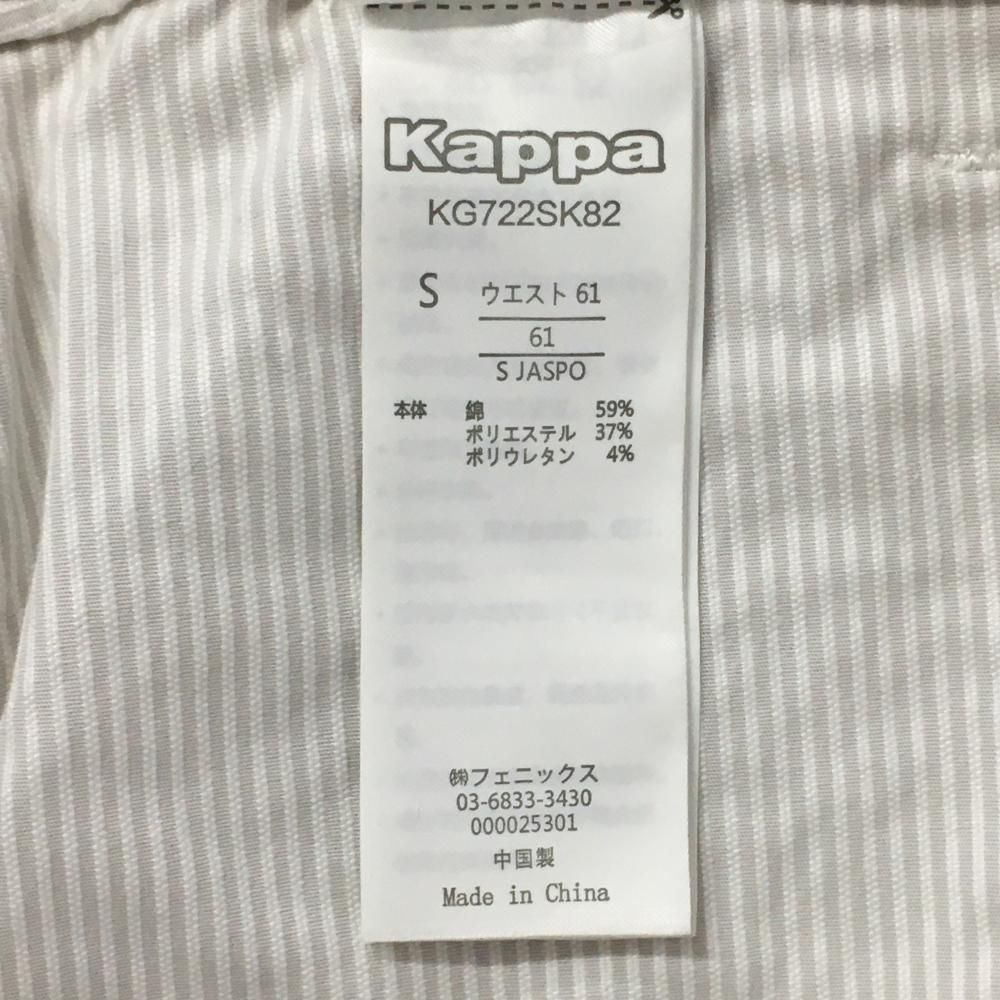 Kappa
KG722SK82
S ウエスト 61
61
S JASPO
本体 綿 59%
ポリエステル 37%
ポリウレタン 4%
㈱フェニックス
03-6833-3430
000025301
中国製
Made in China